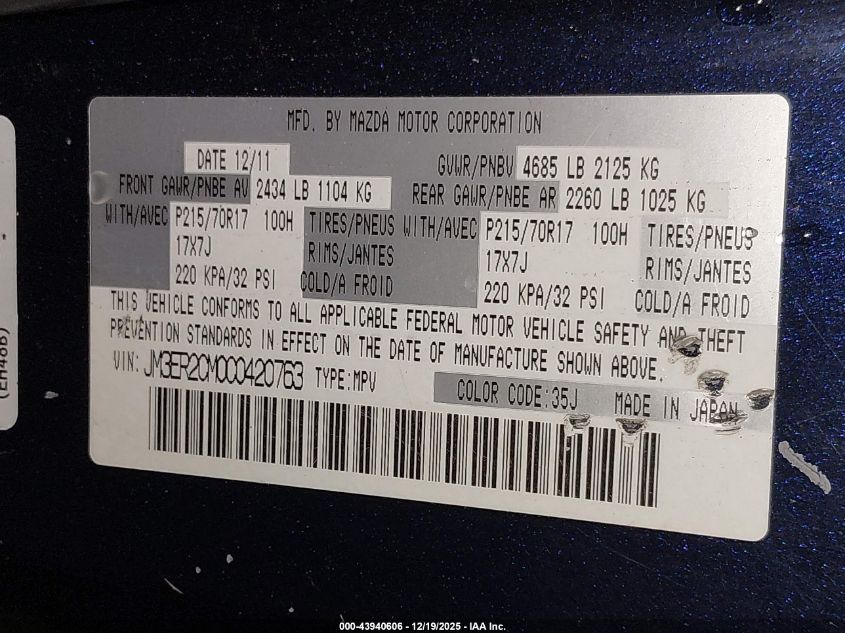 MFD. BY MAZDA MOTOR CORPORATION
DATE 12/11 GVWR/PNBV 4685 LB 2125 KG
FRONT GAWR/PNBE AV 2434 LB 1104 KG REAR GAWR/PNBE AR 2260 LB 1025 KG
WITH/AVEC P215/70R17 100H TIRES/PNEUS WITH/AVEC P215/70R17 100H TIRES/PNEUS
17X7J RIMS/JANTES 17X7J RIMS/JANTES
220 KPA/32 PSI COLD/A FROID 220 KPA/32 PSI COLD/A FROID
THIS VEHICLE CONFORMS TO ALL APPLICABLE FEDERAL MOTOR VEHICLE SAFETY AND THEFT
PREVENTION STANDARDS IN EFFECT ON THE DATE OF MANUFACTURE SHOWN ABOVE.
VIN: JM3ER2CM0C0420763 TYPE:MPV
COLOR CODE:35J MADE IN JAPAN
(EH48B)
000-43940606 - 12/19/2025 - IAA Inc.